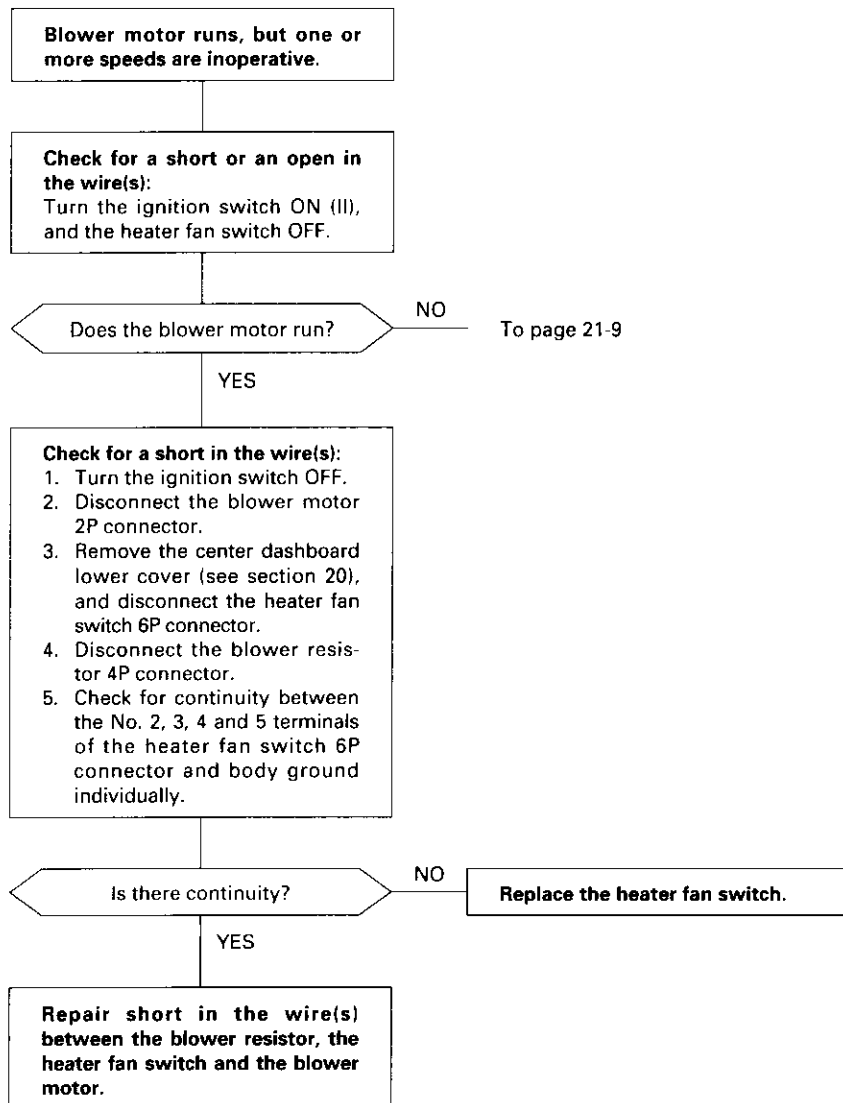 Blower motor runs, but one or
more speeds are inoperative.
Check for a short or an open in
the wire(s):
Turn the ignition switch ON (II),
and the heater fan switch OFF.
Does the blower motor run?
NO
To page 21-9
YES
Check for a short in the wire(s):
1. Turn the ignition switch OFF.
2. Disconnect the blower motor
2P connector.
3. Remove the center dashboard
lower cover (see section 20),
and disconnect the heater fan
switch 6P connector.
4. Disconnect the blower resis-
tor 4P connector.
5. Check for continuity between
the No. 2, 3, 4 and 5 terminals
of the heater fan switch 6P
connector and body ground
individually.
Is there continuity?
NO
Replace the heater fan switch.
YES
Repair short in the wire(s)
between the blower resistor, the
heater fan switch and the blower
motor.